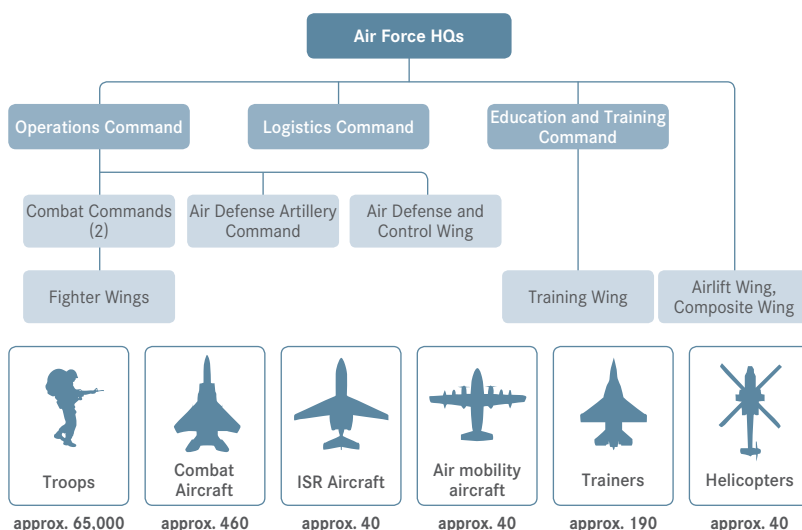 Air Force HQs
Operations Command
Logistics Command
Education and Training
Command
Combat Commands
(2)
Air Defense Artillery
Command
Air Defense and
Control Wing
Fighter Wings
Training Wing
Airlift Wing,
Composite Wing
Troops
Combat
Aircraft
ISR Aircraft
Air mobility
aircraft
Trainers
Helicopters
approx. 65,000
approx. 460
approx. 40
approx. 40
approx. 190
approx. 40